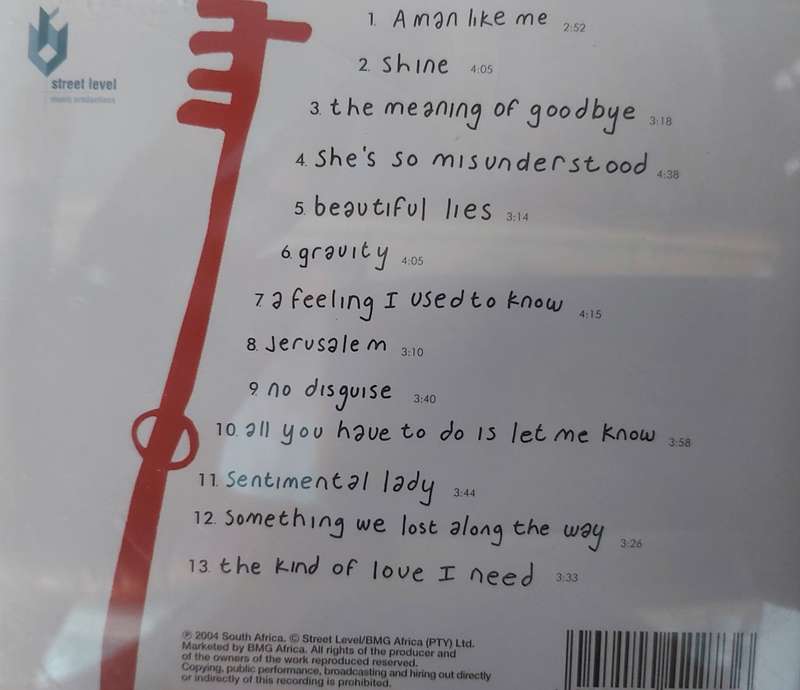 street level
music productions
1. A man like me 2:52
2. shine 4:05
3. the meaning of goodbye 3:18
4. she's so misunderstood 4:38
5. beautiful lies 3:14
6. gravity 4:05
7. a feeling I used to know 4:15
8. Jerusalem 3:10
9. no disguise 3:40
10. all you have to do is let me know 3:58
11. sentimental lady 3:44
12. something we lost along the way 3:26
13. the kind of love I need 3:33
℗ 2004 South Africa. © Street Level/BMG Africa (PTY) Ltd.
Marketed by BMG Africa. All rights of the producer and
of the owners of the work reproduced reserved.
Copying, public performance, broadcasting and hiring out directly
or indirectly of this recording is prohibited.